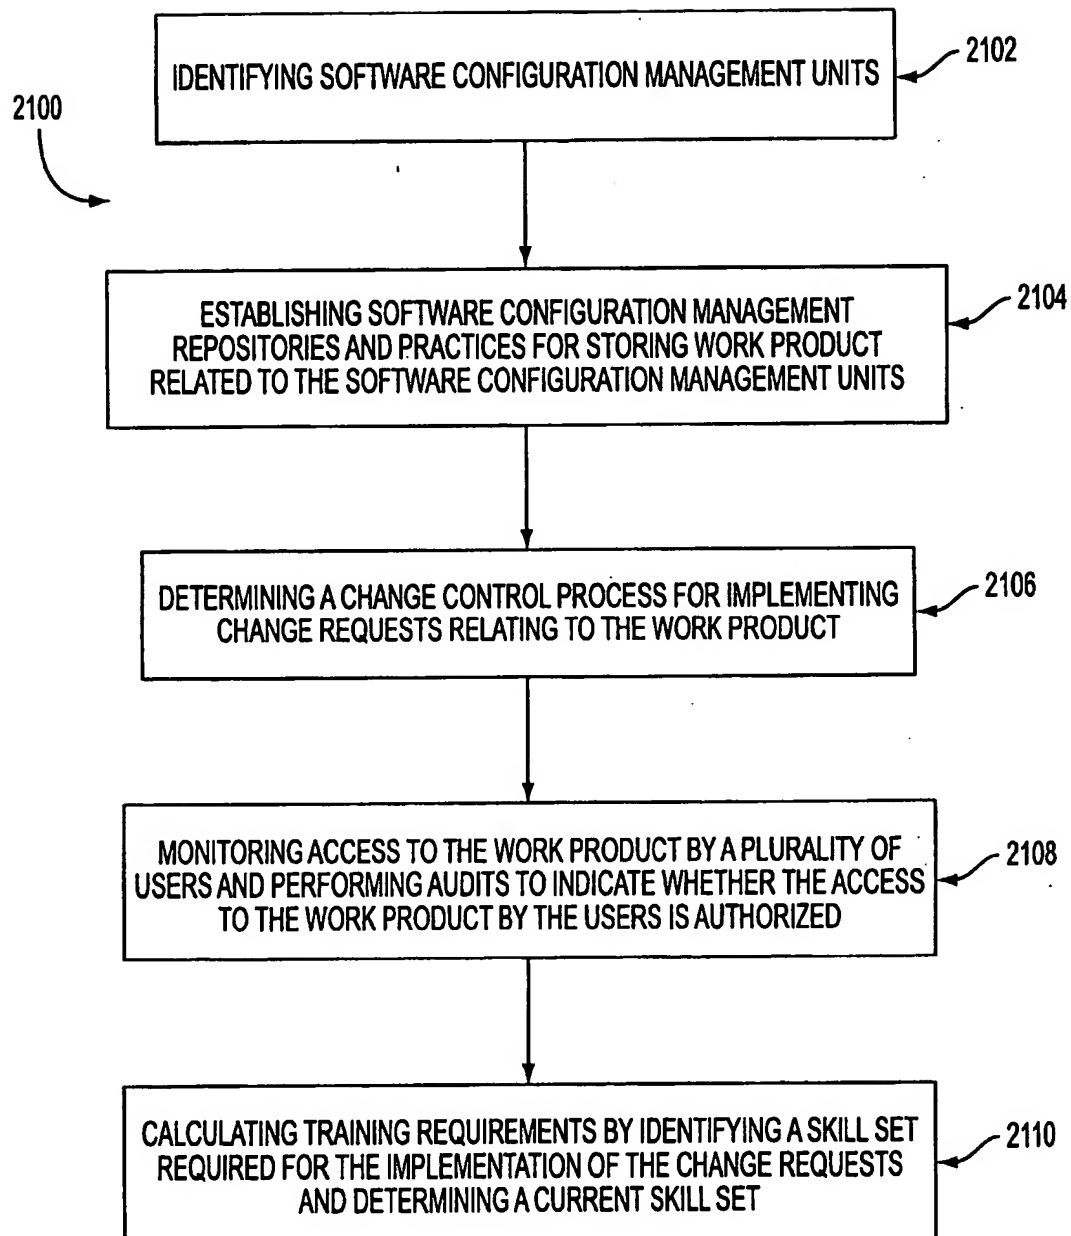 IDENTIFYING SOFTWARE CONFIGURATION MANAGEMENT UNITS
2102
2100
ESTABLISHING SOFTWARE CONFIGURATION MANAGEMENT
REPOSITORIES AND PRACTICES FOR STORING WORK PRODUCT
RELATED TO THE SOFTWARE CONFIGURATION MANAGEMENT UNITS
2104
DETERMINING A CHANGE CONTROL PROCESS FOR IMPLEMENTING
CHANGE REQUESTS RELATING TO THE WORK PRODUCT
2106
MONITORING ACCESS TO THE WORK PRODUCT BY A PLURALITY OF
USERS AND PERFORMING AUDITS TO INDICATE WHETHER THE ACCESS
TO THE WORK PRODUCT BY THE USERS IS AUTHORIZED
2108
CALCULATING TRAINING REQUIREMENTS BY IDENTIFYING A SKILL SET
REQUIRED FOR THE IMPLEMENTATION OF THE CHANGE REQUESTS
AND DETERMINING A CURRENT SKILL SET
2110